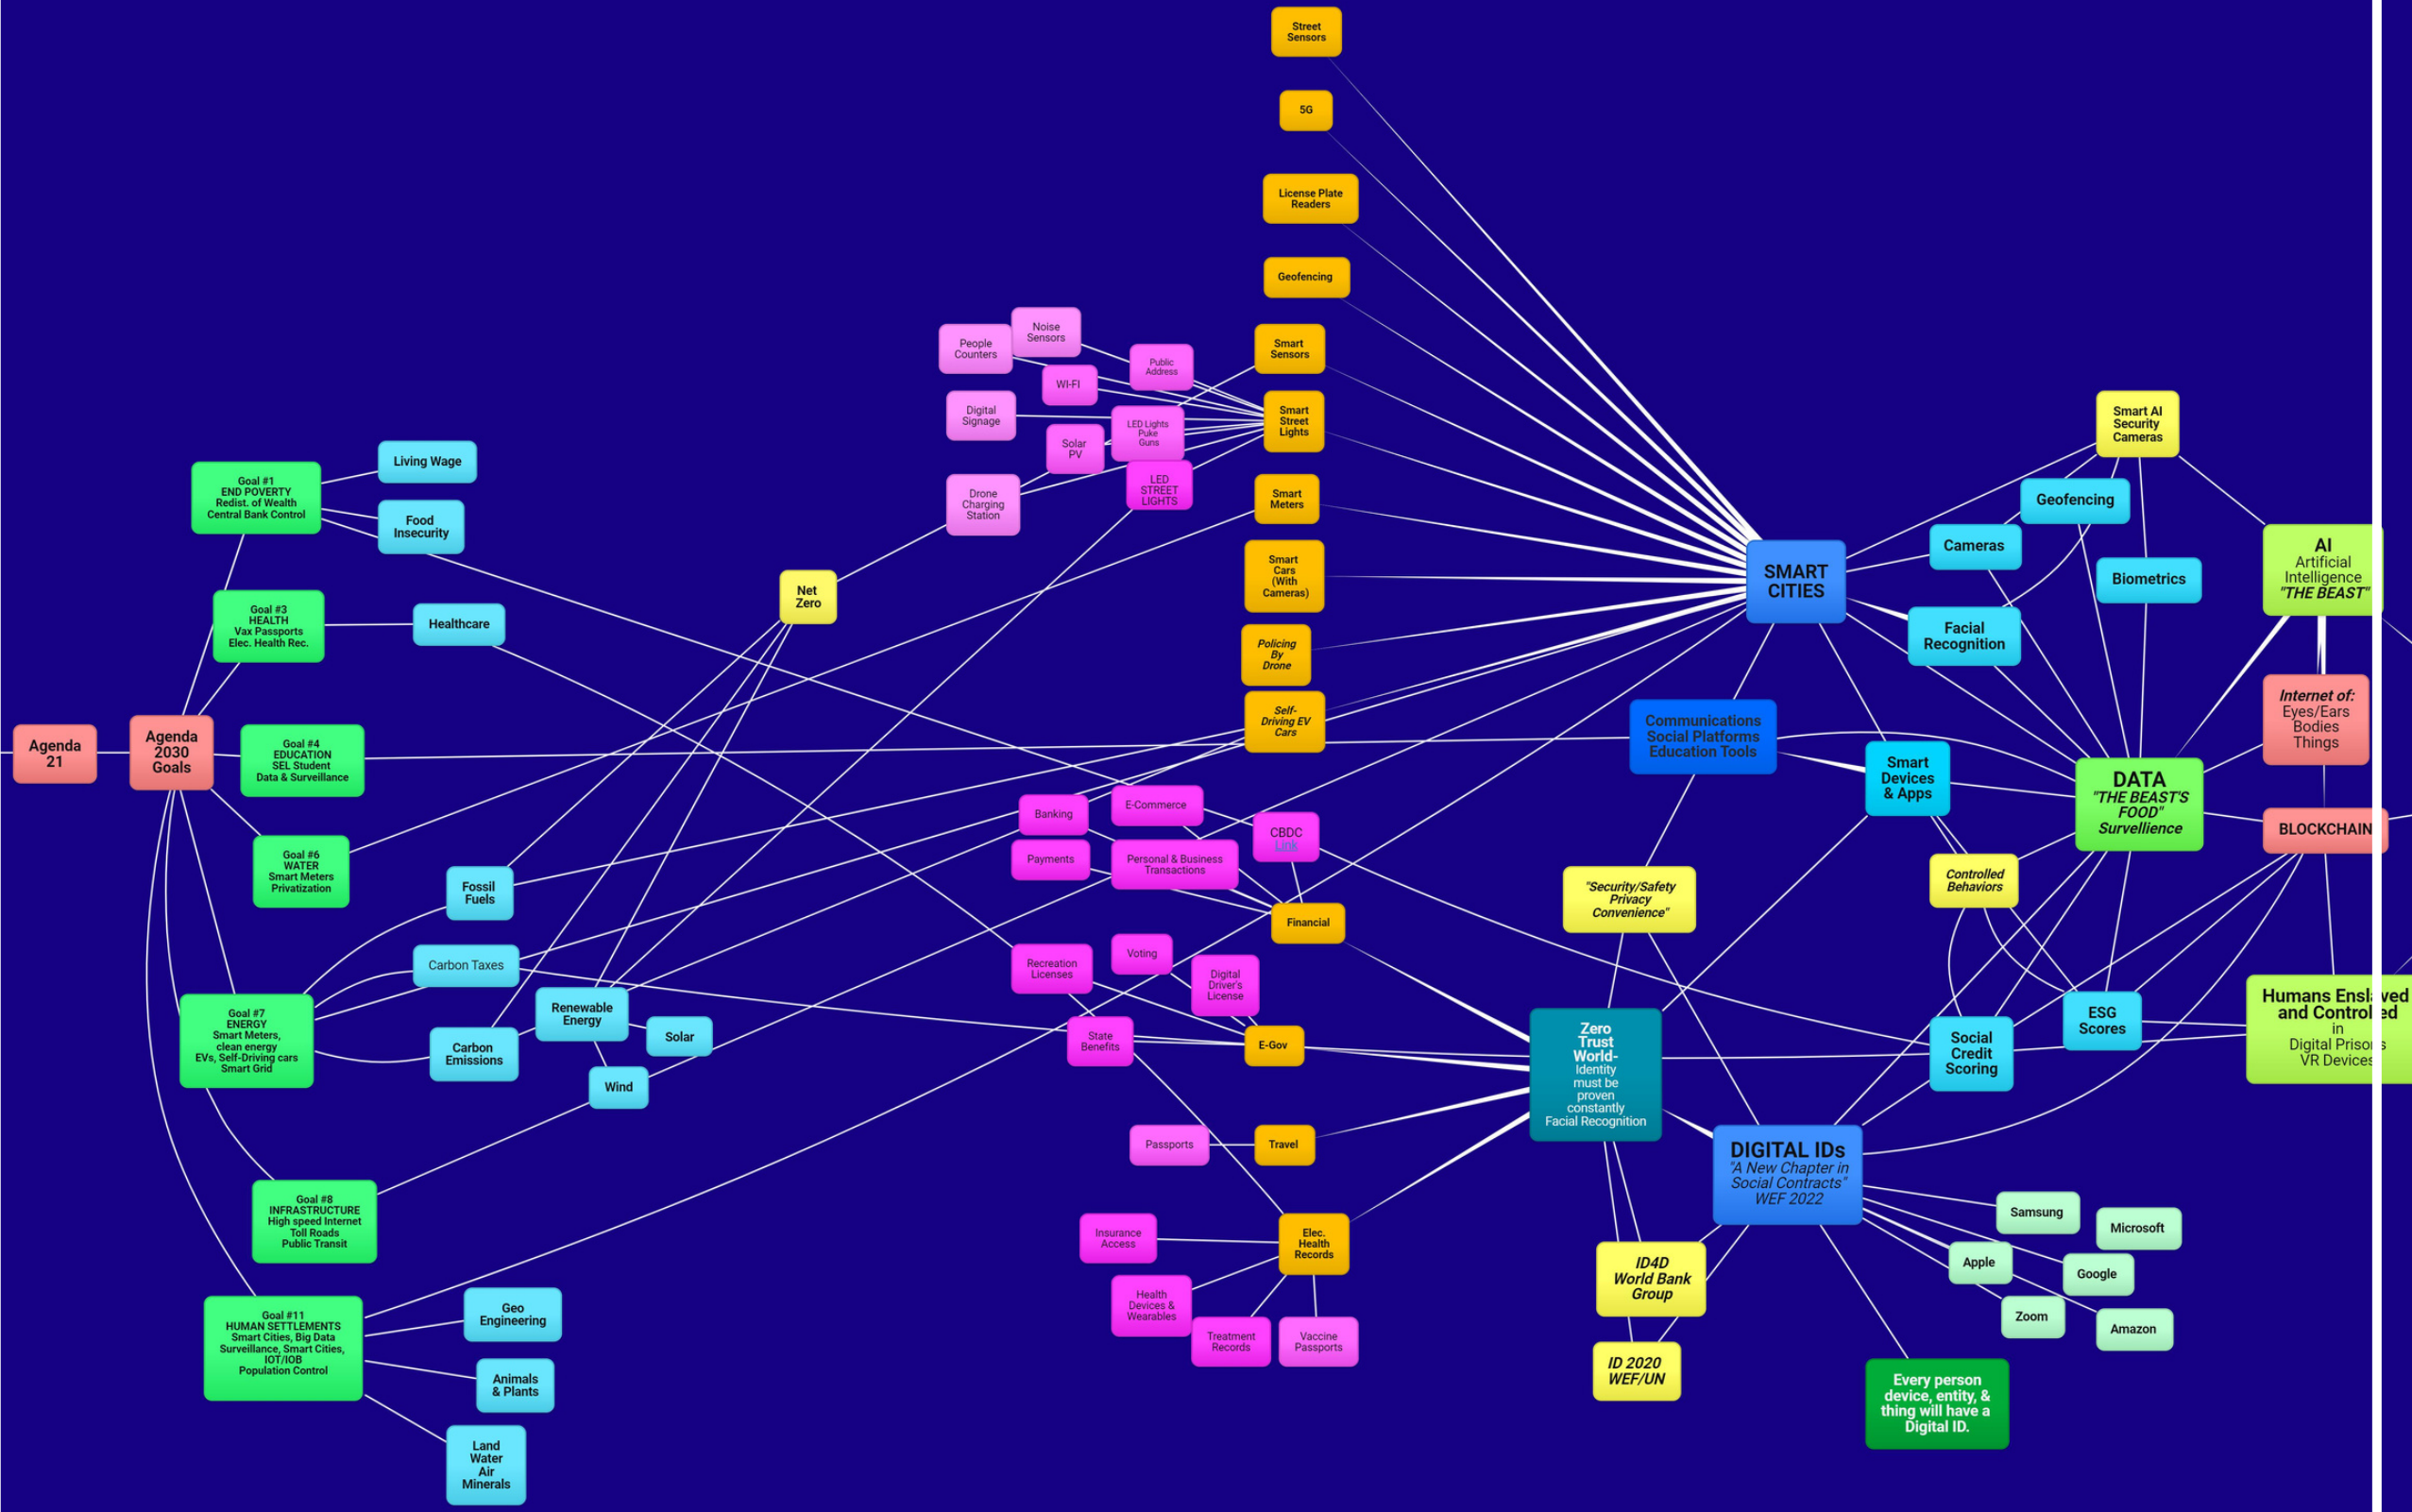 Street
Sensors
5G
License Plate
Readers
Geofencing
Smart
Sensors
Smart
Street
Lights
Smart
Meters
Smart
Cars
(With
Cameras)
Policing
By
Drone
Self-
Driving EV
Cars
Noise
Sensors
People
Counters
WI-FI
Public
Address
Digital
Signage
Solar
PV
LED Lights
Puke
Guns
LED
STREET
LIGHTS
Drone
Charging
Station
Net
Zero
Agenda
21
Agenda
2030
Goals
Goal #1
END POVERTY
Redist. of Wealth
Central Bank Control
Living Wage
Food
Insecurity
Goal #3
HEALTH
Vax Passports
Elec. Health Rec.
Healthcare
Goal #4
EDUCATION
SEL Student
Data & Surveillance
Goal #6
WATER
Smart Meters
Privatization
Fossil
Fuels
Carbon Taxes
Goal #7
ENERGY
Smart Meters,
clean energy
EVs, Self-Driving cars
Smart Grid
Carbon
Emissions
Renewable
Energy
Solar
Wind
Goal #8
INFRASTRUCTURE
High speed Internet
Toll Roads
Public Transit
Goal #11
HUMAN SETTLEMENTS
Smart Cities, Big Data
Surveillance, Smart Cities,
IOT/IOB
Population Control
Geo
Engineering
Animals
& Plants
Land
Water
Air
Minerals
Banking
E-Commerce
Payments
Personal & Business
Transactions
CBDC
Link
Financial
Recreation
Licenses
Voting
Digital
Driver's
License
State
Benefits
E-Gov
Passports
Travel
Insurance
Access
Elec.
Health
Records
Health
Devices &
Wearables
Treatment
Records
Vaccine
Passports
SMART
CITIES
Communications
Social Platforms
Education Tools
Smart
Devices
& Apps
"Security/Safety
Privacy
Convenience"
Zero
Trust
World-
Identity
must be
proven
constantly
Facial Recognition
DIGITAL IDs
"A New Chapter in
Social Contracts"
WEF 2022
ID4D
World Bank
Group
ID 2020
WEF/UN
Samsung
Microsoft
Apple
Google
Zoom
Amazon
Every person
device, entity, &
thing will have a
Digital ID.
Smart AI
Security
Cameras
Geofencing
Cameras
Biometrics
Facial
Recognition
AI
Artificial
Intelligence
"THE BEAST"
Internet of:
Eyes/Ears
Bodies
Things
DATA
"THE BEAST'S
FOOD"
Survellience
BLOCKCHAIN
Controlled
Behaviors
ESG
Scores
Social
Credit
Scoring
Humans Enslaved
and Controlled
in
Digital Prisons
VR Devices